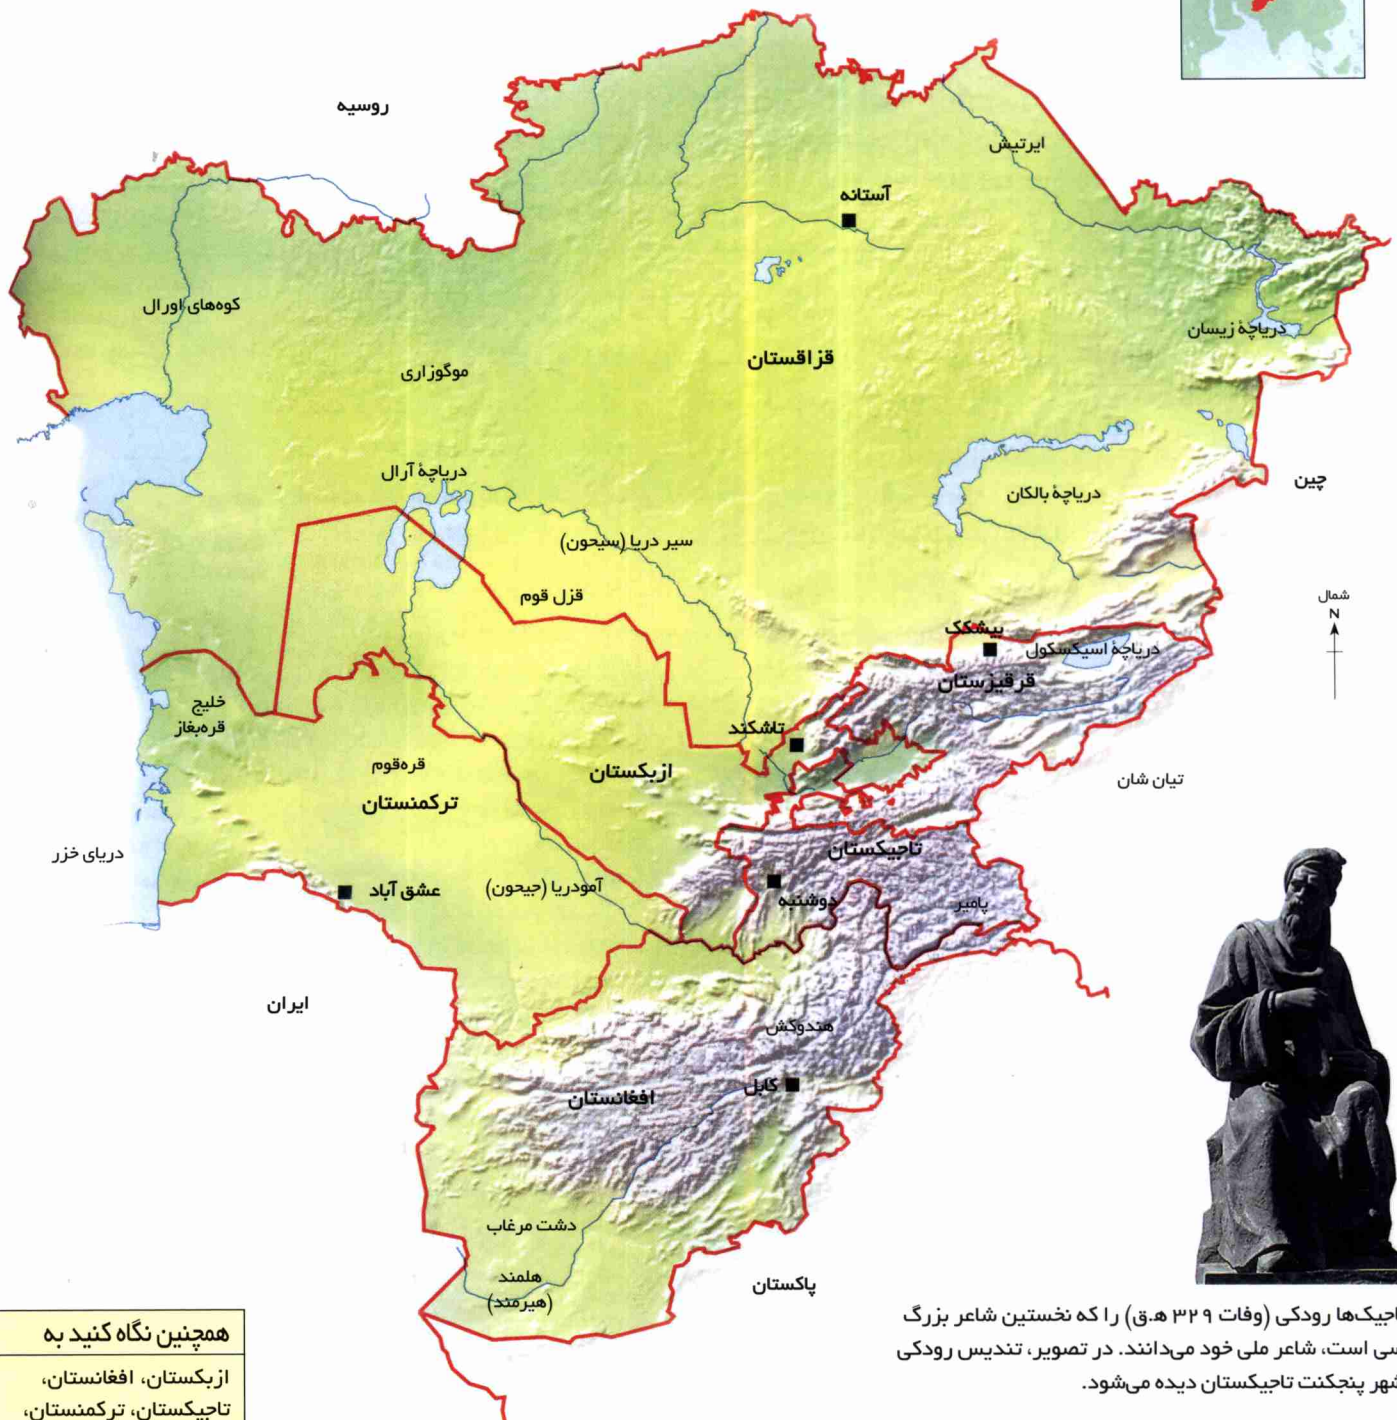 روسیه
ایرتیش
آستانه
کوه‌های اورال
دریاچهٔ زیسان
قزاقستان
موگوزاری
چین
دریاچهٔ آرال
دریاچهٔ بالکان
سیر دریا (سیحون)
قزل قوم
شمال
N
بیشکک
دریاچهٔ اسیکسکول
قرقیزستان
خلیج
قره‌بغاز
تاشکند
قره‌قوم
ازبکستان
تیان شان
ترکمنستان
دریای خزر
تاجیکستان
عشق آباد
آمودریا (جیحون)
دوشنبه
پامیر
ایران
هندوکش
کابل
افغانستان
دشت مرغاب
هلمند
(هیرمند)
پاکستان
اجیک‌ها رودکی (وفات ۳۲۹ ه.ق) را که نخستین شاعر بزرگ
سی است، شاعر ملی خود می‌دانند. در تصویر، تندیس رودکی
شهر پنجکنت تاجیکستان دیده می‌شود.
همچنین نگاه کنید به
ازبکستان، افغانستان،
تاجیکستان، ترکمنستان،